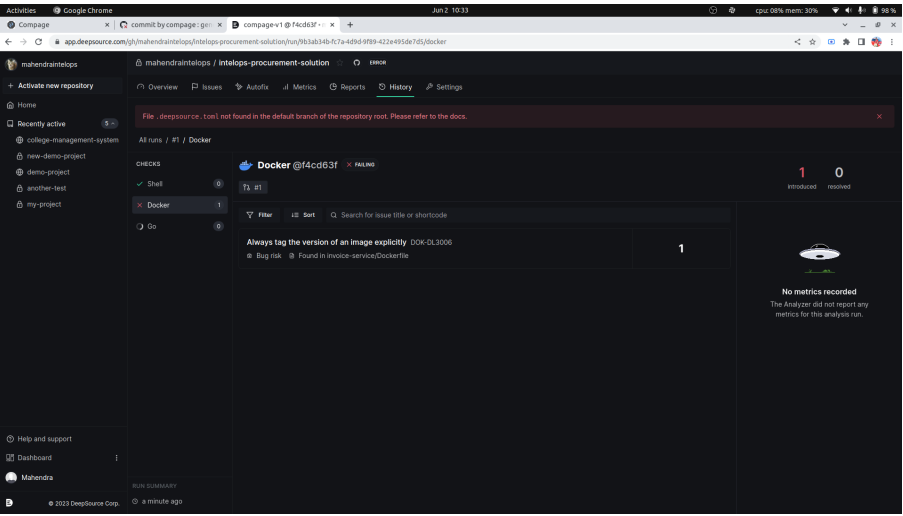 Activities Google Chrome Jun 2 10:33 cpu: 08% mem: 30% 98 %
Compage × commit by compage : gen × compage-v1 @ f4cd63f • × +
app.deepsource.com/gh/mahendraintelops/intelops-procurement-solution/run/9b3ab34b-fc7a-4d9d-9f89-422e495de7d5/docker
mahendraintelops
mahendraintelops / intelops-procurement-solution ERROR
+ Activate new repository
Overview Issues Autofix Metrics Reports History Settings
Home
Recently active 5
college-management-system
new-demo-project
demo-project
another-test
my-project
File .deepsource.toml not found in the default branch of the repository root. Please refer to the docs. ×
All runs / #1 / Docker
CHECKS
Shell 0
Docker 1
Go 0
Docker @f4cd63f × FAILING
#1
1 introduced
0 resolved
Filter Sort Search for issue title or shortcode
Always tag the version of an image explicitly DOK-DL3006
Bug risk Found in invoice-service/Dockerfile
1
No metrics recorded
The Analyzer did not report any
metrics for this analysis run.
Help and support
Dashboard
Mahendra
© 2023 DeepSource Corp.
RUN SUMMARY
a minute ago